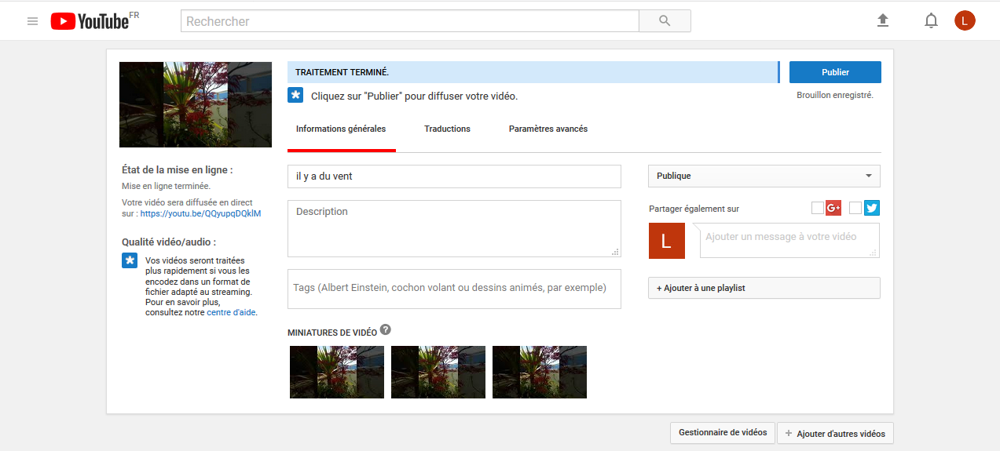 YouTube FR
Rechercher
L
TRAITEMENT TERMINÉ.
Publier
Cliquez sur "Publier" pour diffuser votre vidéo.
Brouillon enregistré.
Informations générales
Traductions
Paramètres avancés
État de la mise en ligne :
Mise en ligne terminée.
Votre vidéo sera diffusée en direct
sur : https://youtu.be/QQyupqDQklM
Qualité vidéo/audio :
Vos vidéos seront traitées
plus rapidement si vous les
encodez dans un format de
fichier adapté au streaming.
Pour en savoir plus,
consultez notre centre d'aide.
il y a du vent
Description
Tags (Albert Einstein, cochon volant ou dessins animés, par exemple)
MINIATURES DE VIDÉO ?
Publique
Partager également sur
G+
L
Ajouter un message à votre vidéo
+ Ajouter à une playlist
Gestionnaire de vidéos
+ Ajouter d'autres vidéos